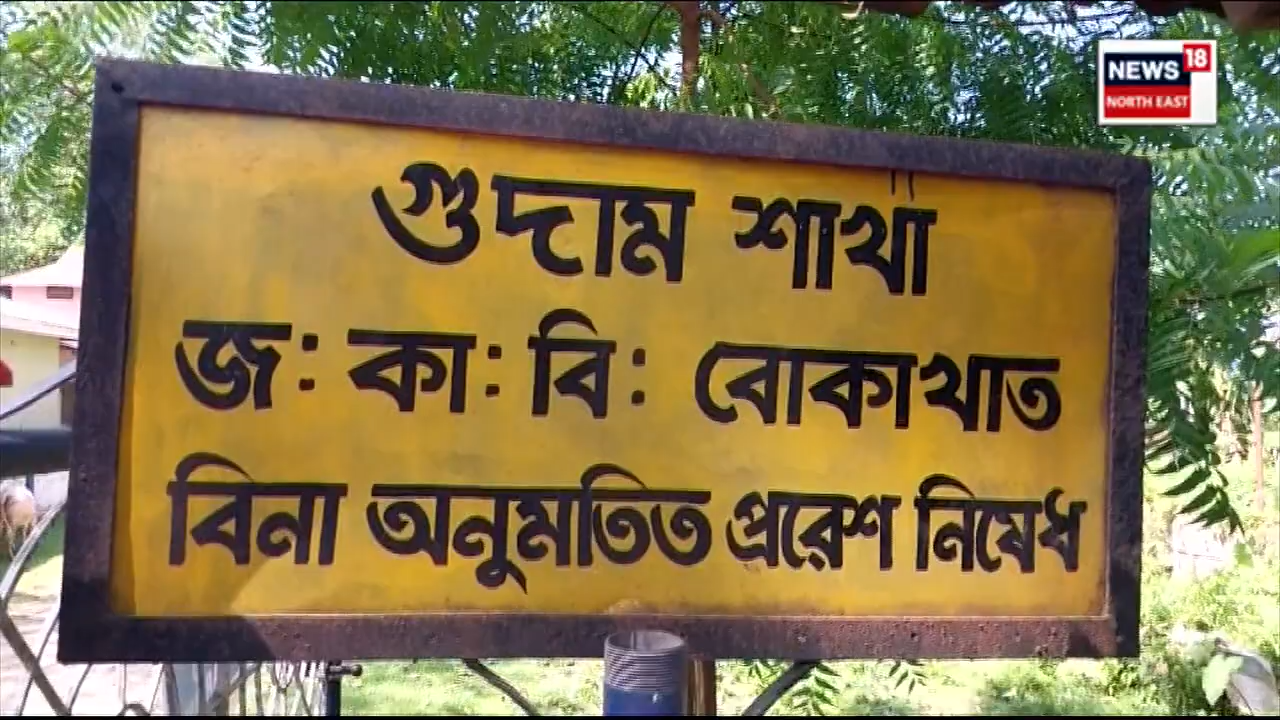 NEWS 18
NORTH EAST
গুদাম শাখা
জ: কা: বি: বোকাখাত
বিনা অনুমতিত প্ৰৱেশ নিষেধ